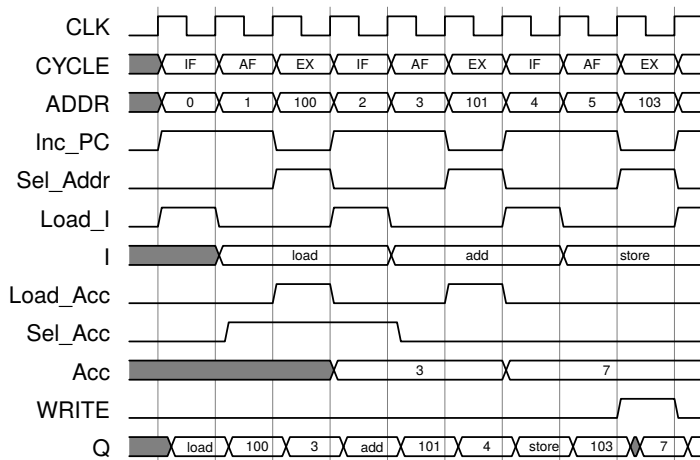 CLK
CYCLE IF AF EX IF AF EX IF AF EX
ADDR 0 1 100 2 3 101 4 5 103
Inc_PC
Sel_Addr
Load_I
I load add store
Load_Acc
Sel_Acc
Acc 3 7
WRITE
Q load 100 3 add 101 4 store 103 7